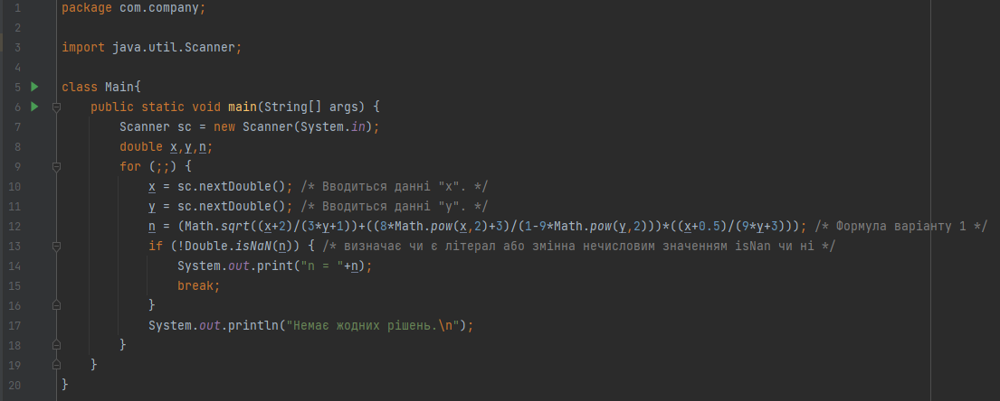 1 package com.company;
2
3 import java.util.Scanner;
4
5 class Main{
6 public static void main(String[] args) {
7 Scanner sc = new Scanner(System.in);
8 double x,y,n;
9 for (;;) {
10 x = sc.nextDouble(); /* Вводиться данні "x". */
11 y = sc.nextDouble(); /* Вводиться данні "y". */
12 n = (Math.sqrt((x+2)/(3*y+1))+((8*Math.pow(x,2)+3)/(1-9*Math.pow(y,2)))*((x+0.5)/(9*y+3))); /* Формула варіанту 1 */
13 if (!Double.isNaN(n)) { /* визначає чи є літерал або змінна нечисловим значенням isNan чи ні */
14 System.out.print("n = "+n);
15 break;
16 }
17 System.out.println("Немає жодних рішень.\n");
18 }
19 }
20 }